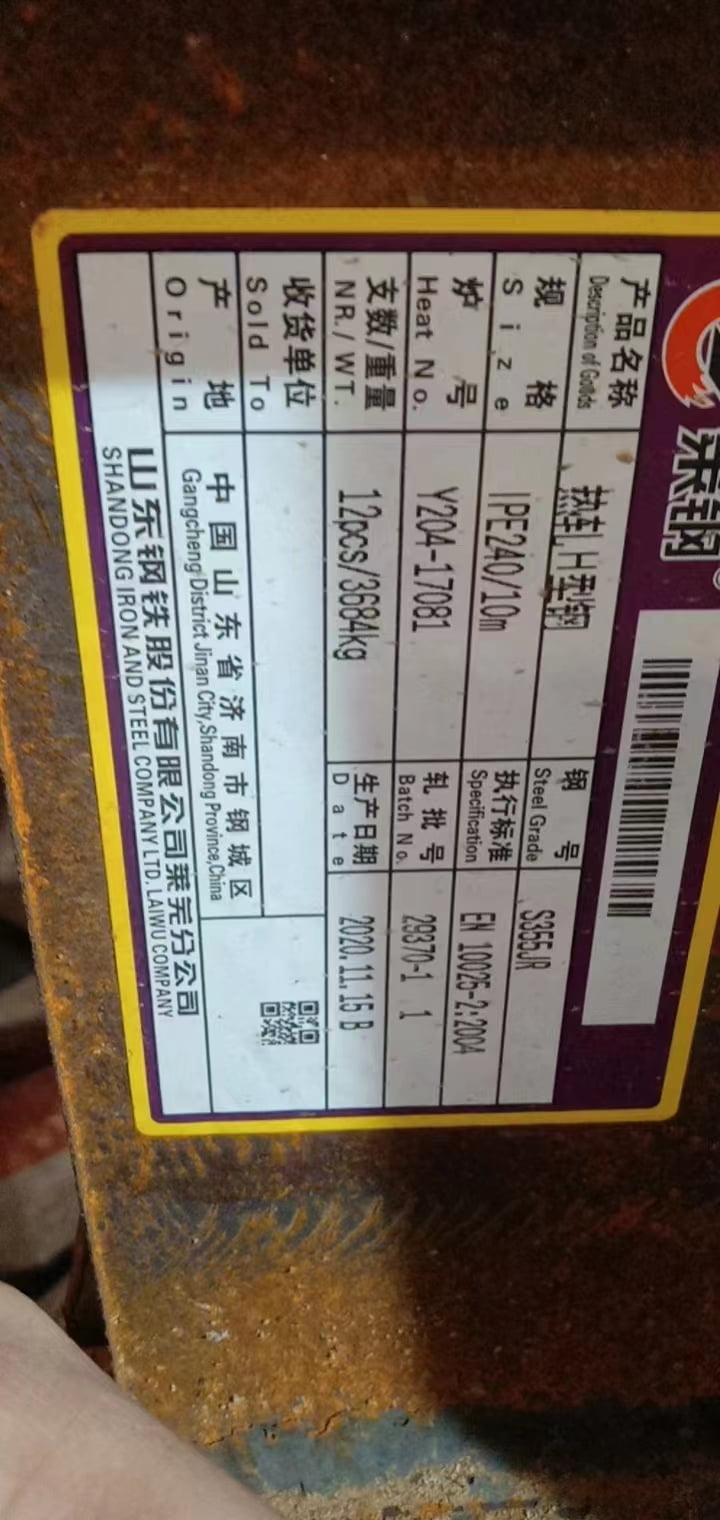 莱钢®
产品名称 热轧H型钢 钢号 S355JR
Description of Goods Steel Grade
规格 IPE240/10m 执行标准 EN 10025-2:2004
Size Specification
炉号 Y204-17081 轧批号 29370-1 1
Heat No. Batch No.
支数/重量 12pcs/3684kg 生产日期 2020.11.15 B
NR./WT. Date
收货单位
Sold To
产地 中国山东省济南市钢城区
Origin Gangcheng District Jinan City,Shandong Province,China
山东钢铁股份有限公司莱芜分公司
SHANDONG IRON AND STEEL COMPANY LTD. LAIWU COMPANY